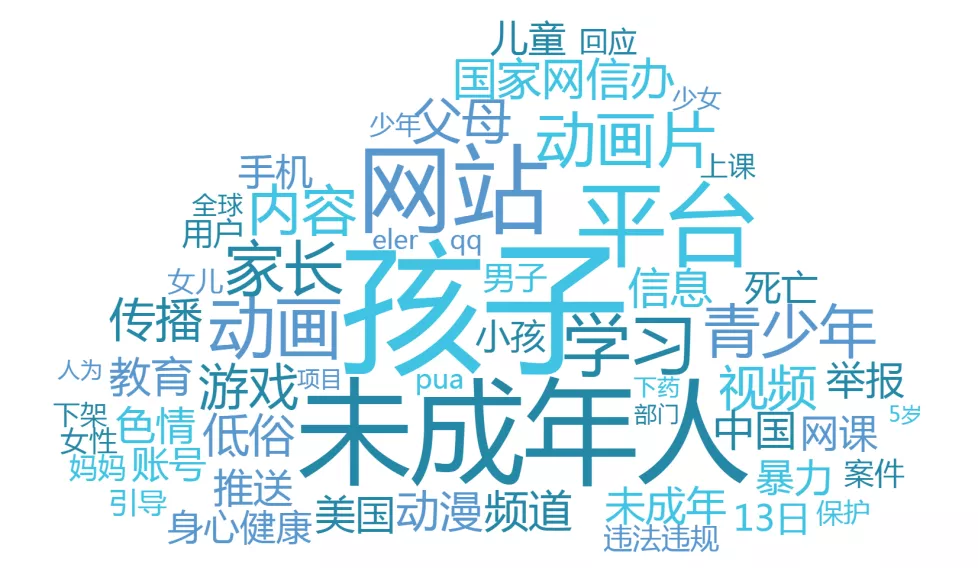 儿童
回应
国家网信办
少女
少年
父母
动画片
手机
网站
上课
全球
内容
平台
用户
eler
qq
家长
孩子
男子
女儿
信息
死亡
传播
动画
小孩
学习
青少年
人为
教育
游戏
项目
pua
下药
视频
举报
下架
色情
低俗
未成年人
部门
中国
网课
5岁
女性
妈妈
账号
推送
暴力
案件
引导
身心健康
美国
动漫
频道
未成年
13日
保护
违法违规